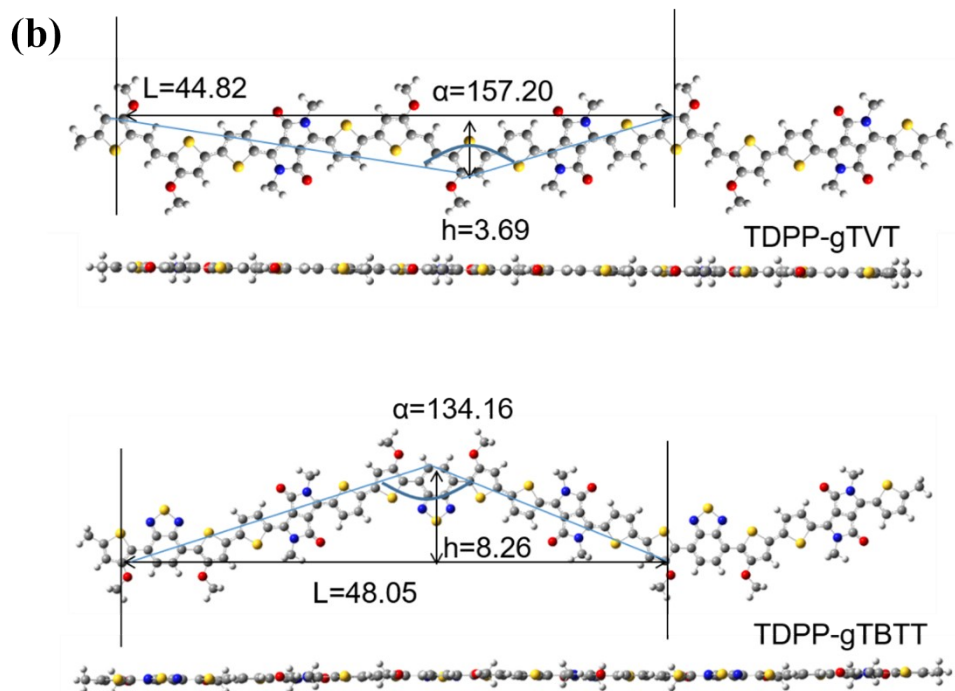 (b)
L=44.82
α=157.20
h=3.69
TDPP-gTVT
α=134.16
h=8.26
L=48.05
TDPP-gTBTT